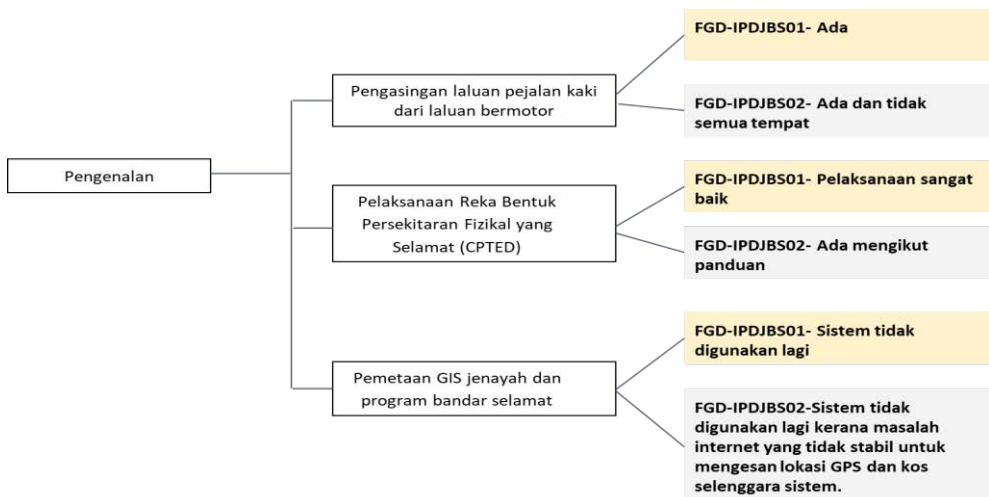 Pengenalan
Pengasingan laluan pejalan kaki
dari laluan bermotor
FGD-IPDJBS01- Ada
FGD-IPDJBS02- Ada dan tidak
semua tempat
Pelaksanaan Reka Bentuk
Persekitaran Fizikal yang
Selamat (CPTED)
FGD-IPDJBS01- Pelaksanaan sangat
baik
FGD-IPDJBS02- Ada mengikut
panduan
Pemetaan GIS jenayah dan
program bandar selamat
FGD-IPDJBS01- Sistem tidak
digunakan lagi
FGD-IPDJBS02-Sistem tidak
digunakan lagi kerana masalah
internet yang tidak stabil untuk
mengesan lokasi GPS dan kos
selenggara sistem.